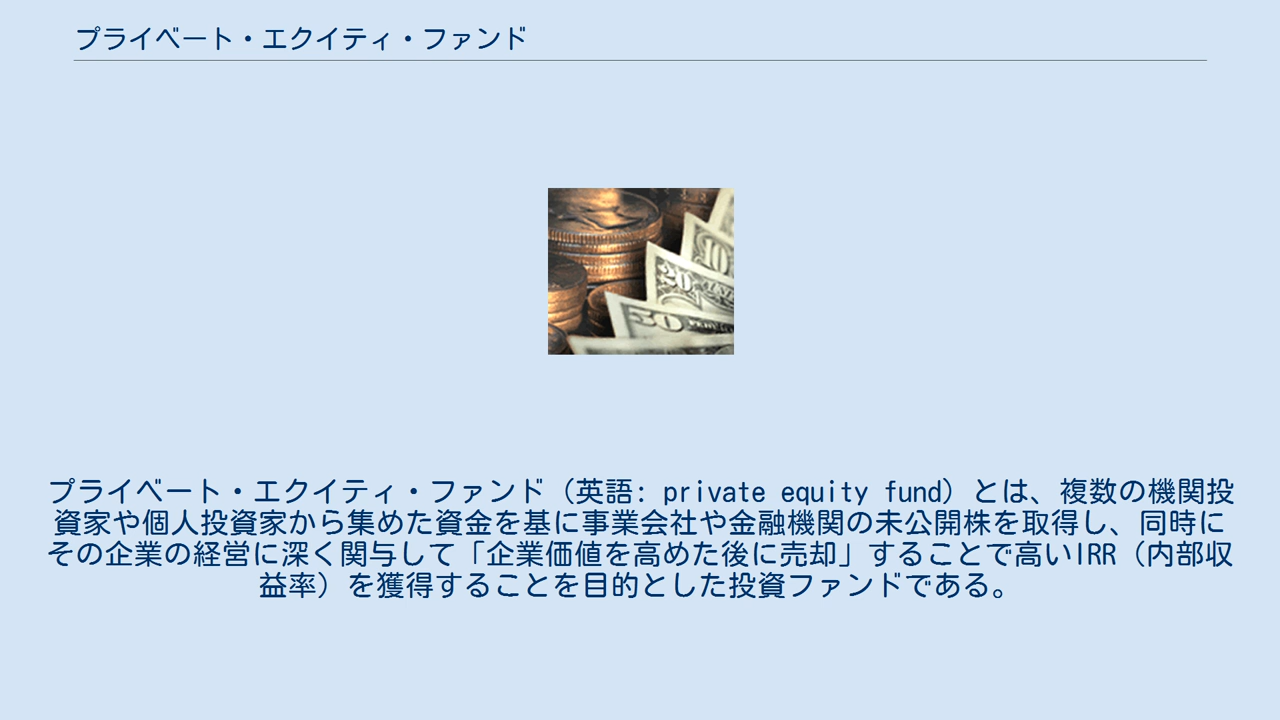 プライベート・エクイティ・ファンド
10
20
50
プライベート・エクイティ・ファンド（英語: private equity fund）とは、複数の機関投
資家や個人投資家から集めた資金を基に事業会社や金融機関の未公開株を取得し、同時に
その企業の経営に深く関与して「企業価値を高めた後に売却」することで高いIRR（内部収
益率）を獲得することを目的とした投資ファンドである。